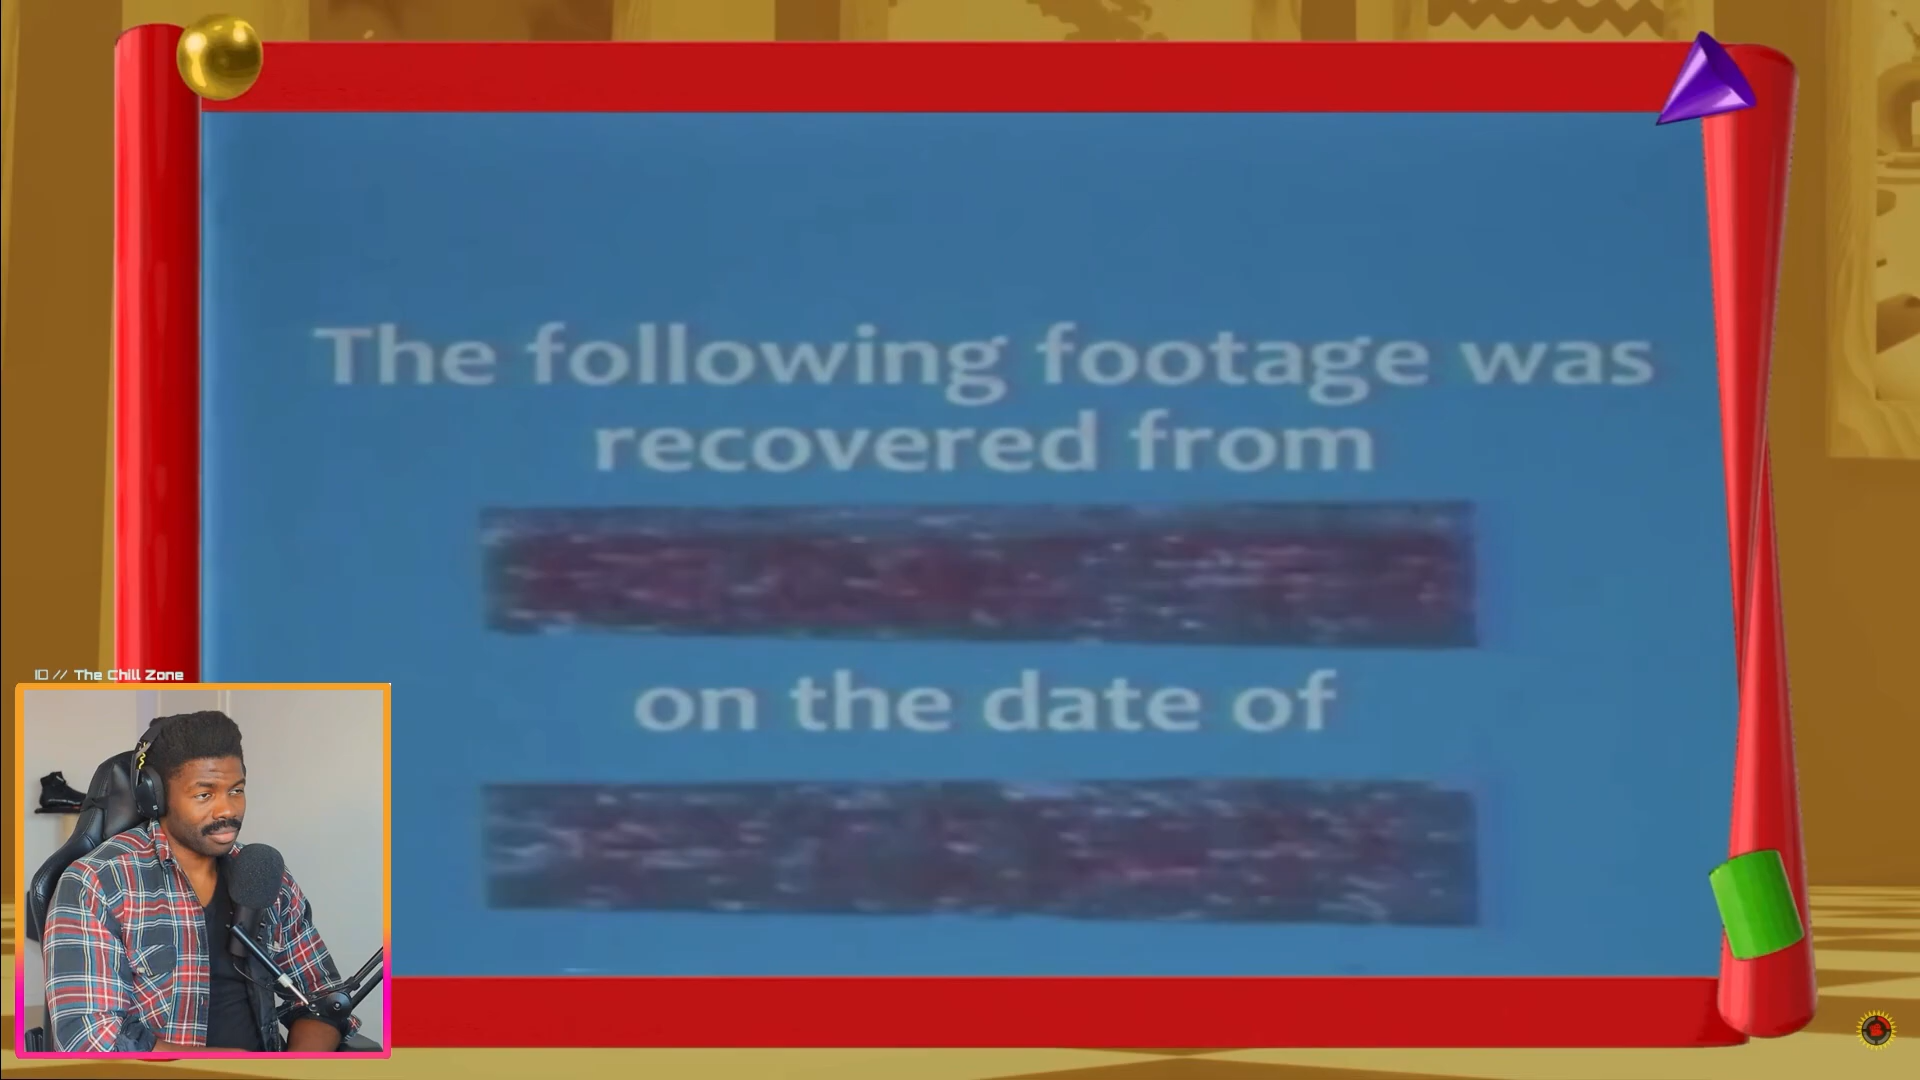 The following footage was
recovered from
on the date of
ID // The Chill Zone